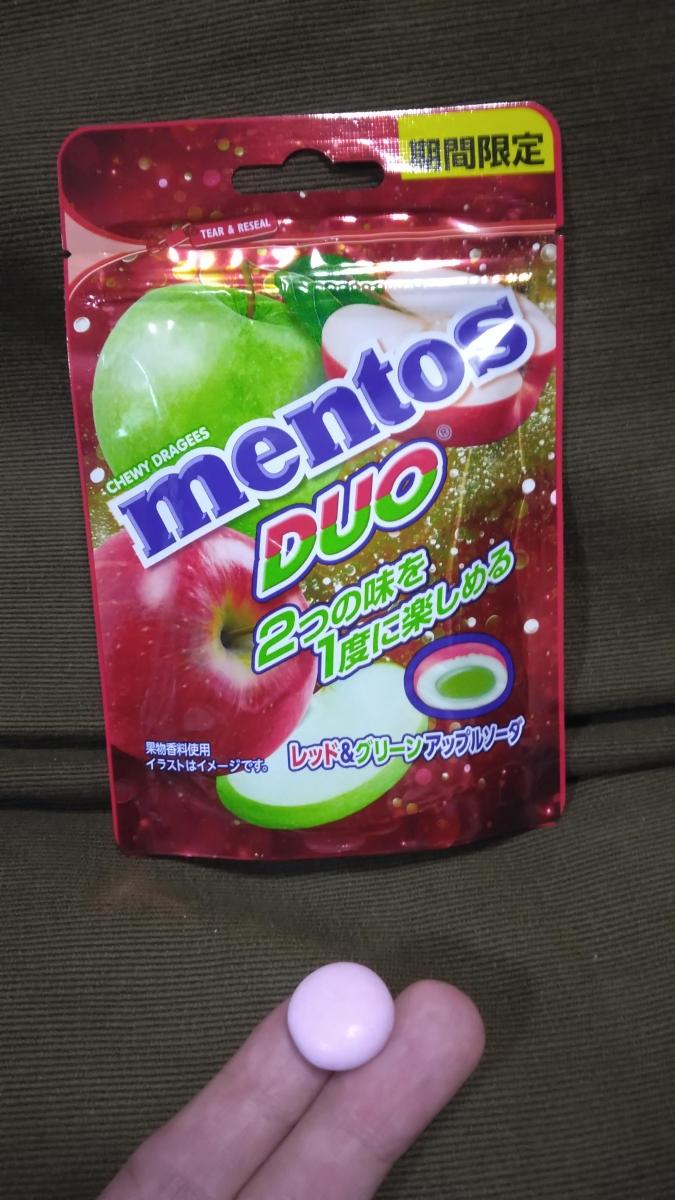 期間限定
TEAR & RESEAL
CHEWY DRAGEES
mentos
®
DUO
2つの味を
1度に楽しめる
果物香料使用
イラストはイメージです。
レッド&グリーンアップルソーダ